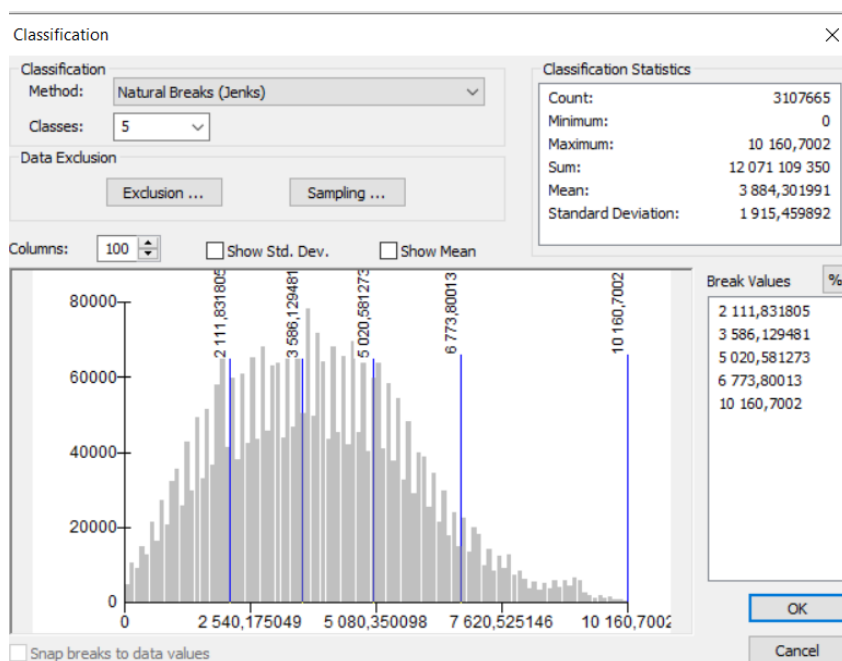 Classification
Classification
Method: Natural Breaks (Jenks)
Classes: 5
Data Exclusion
Exclusion ...
Sampling ...
Classification Statistics
Count: 3107665
Minimum: 0
Maximum: 10 160,7002
Sum: 12 071 109 350
Mean: 3 884,301991
Standard Deviation: 1 915,459892
Columns: 100
Show Std. Dev.
Show Mean
Break Values %
2 111,831805
3 586,129481
5 020,581273
6 773,80013
10 160,7002
80000
60000
40000
20000
0
2 111,831805
3 586,129481
5 020,581273
6 773,80013
10 160,7002
0 2 540,175049 5 080,350098 7 620,525146 10 160,7002
OK
Snap breaks to data values
Cancel